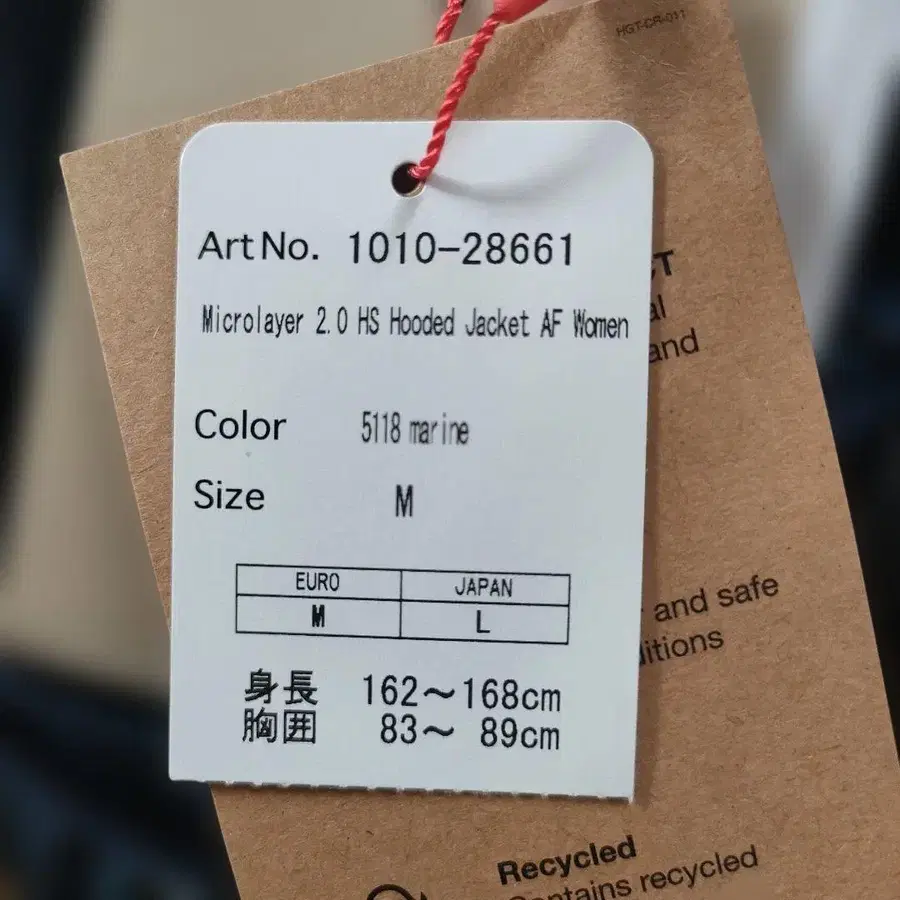 HGT-CR-011
Art No. 1010-28661
CT
Microlayer 2.0 HS Hooded Jacket AF Women
al
and
Color 5118 marine
Size M
EURO JAPAN
M L
and safe
itions
身長 162～168cm
胸囲 83～ 89cm
Recycled
Contains recycled